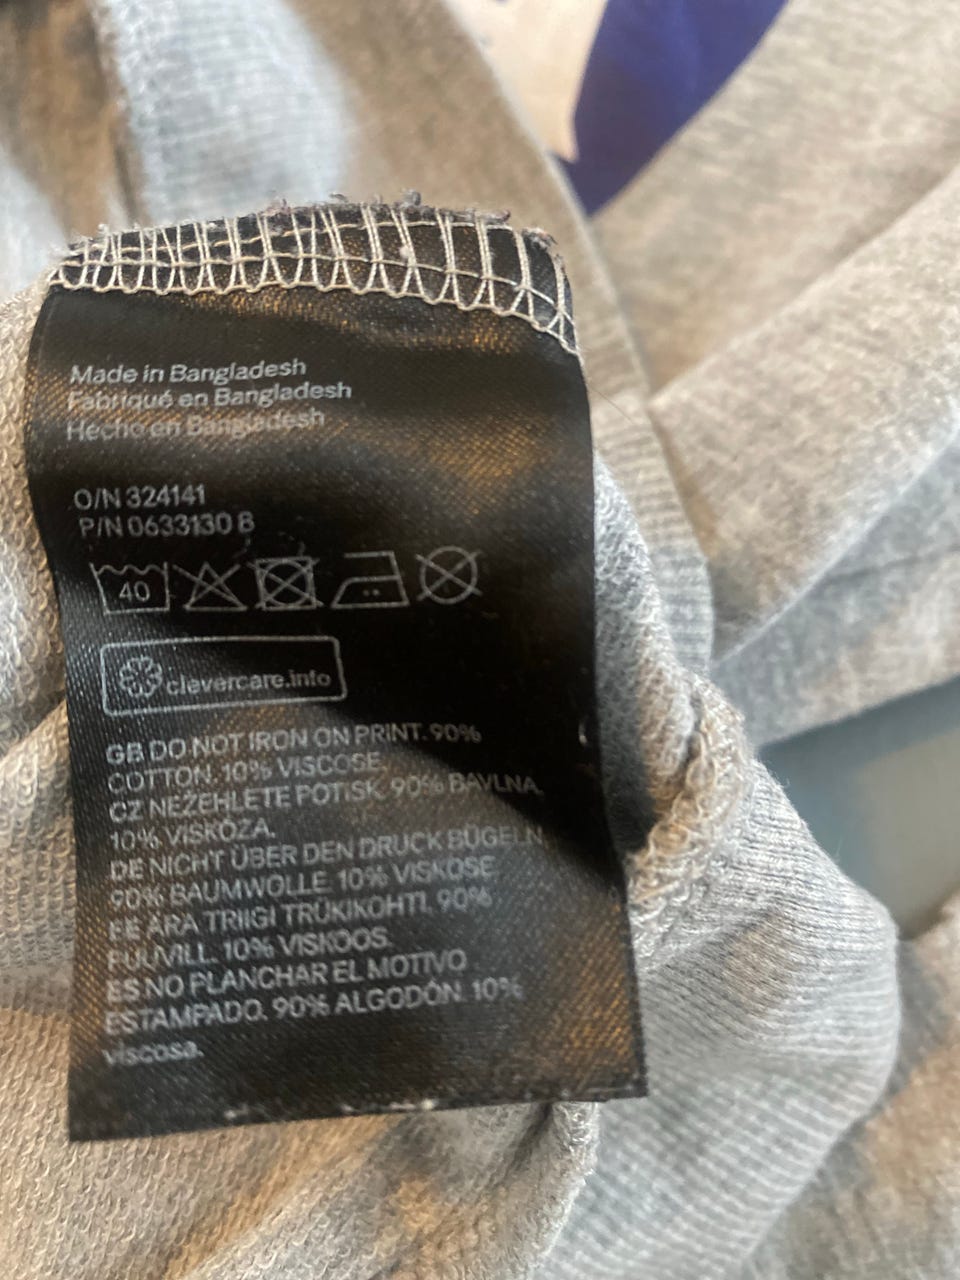 Made in Bangladesh
Fabriqué en Bangladesh
Hecho en Bangladesh
O/N 324141
P/N 0633130 8
40
clevercare.info
GB DO NOT IRON ON PRINT. 90%
COTTON. 10% VISCOSE.
CZ NEŽEHLETE POTISK. 90% BAVLNA,
10% VISKÓZA.
DE NICHT ÜBER DEN DRUCK BÜGELN
90% BAUMWOLLE. 10% VISKOSE
EE ÄRA TRIIGI TRÜKIKOHTI. 90%
PUUVILL. 10% VISKOOS.
ES NO PLANCHAR EL MOTIVO
ESTAMPADO. 90% ALGODÓN. 10%
viscosa.